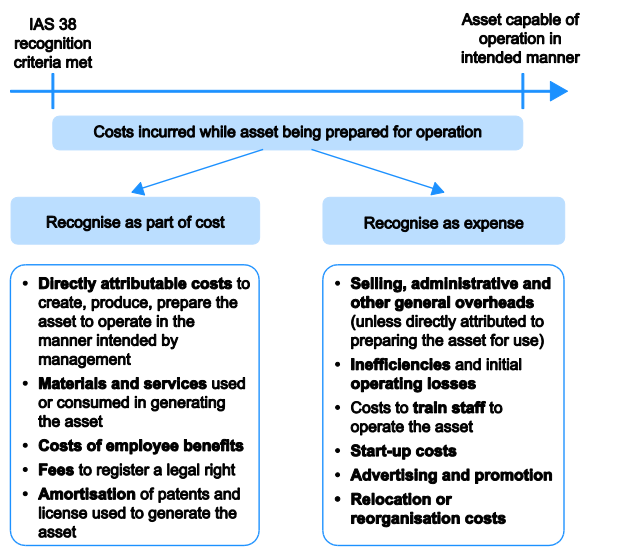 IAS 38
recognition
criteria met
Asset capable of
operation in
intended manner
Costs incurred while asset being prepared for operation
Recognise as part of cost
Recognise as expense
• Directly attributable costs to
create, produce, prepare the
asset to operate in the
manner intended by
management
• Materials and services used
or consumed in generating
the asset
• Costs of employee benefits
• Fees to register a legal right
• Amortisation of patents and
license used to generate the
asset
• Selling, administrative and
other general overheads
(unless directly attributed to
preparing the asset for use)
• Inefficiencies and initial
operating losses
• Costs to train staff to
operate the asset
• Start-up costs
• Advertising and promotion
• Relocation or
reorganisation costs